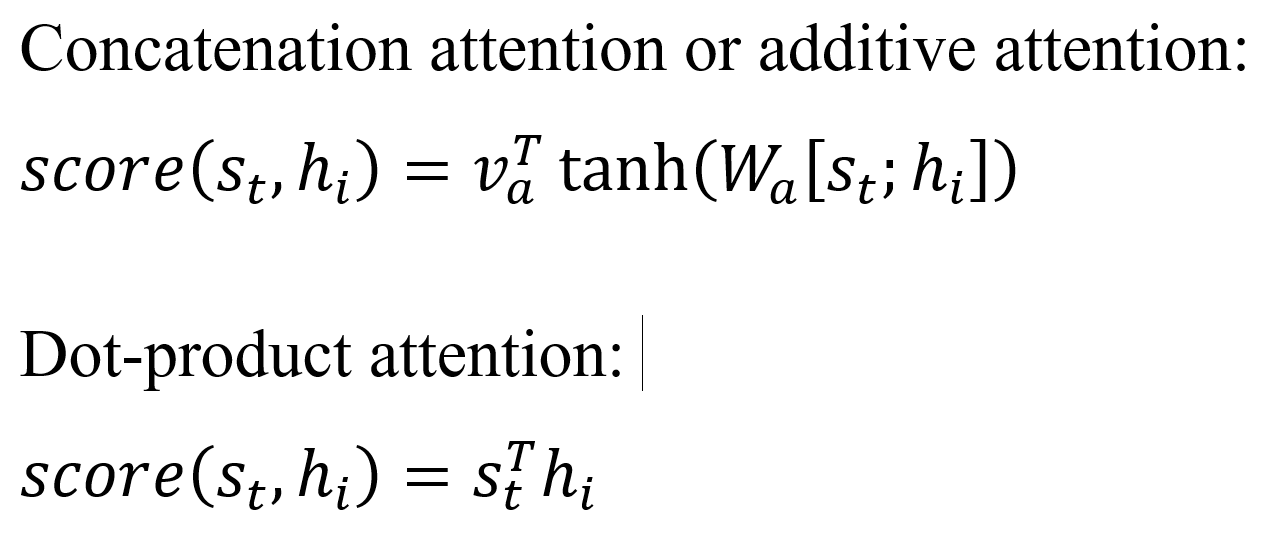 Concatenation attention or additive attention:
$score(s_t, h_i) = v_a^T \tanh(W_a[s_t; h_i])$
Dot-product attention:
$score(s_t, h_i) = s_t^T h_i$